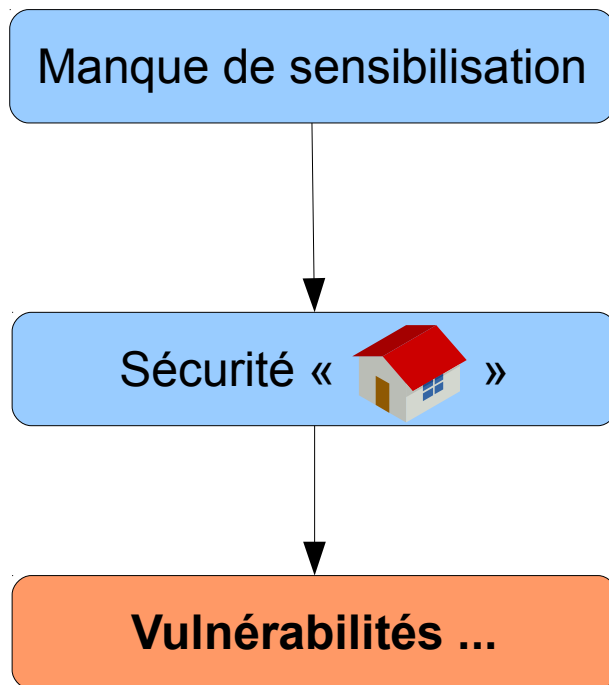 Manque de sensibilisation
Sécurité « »
Vulnérabilités ...